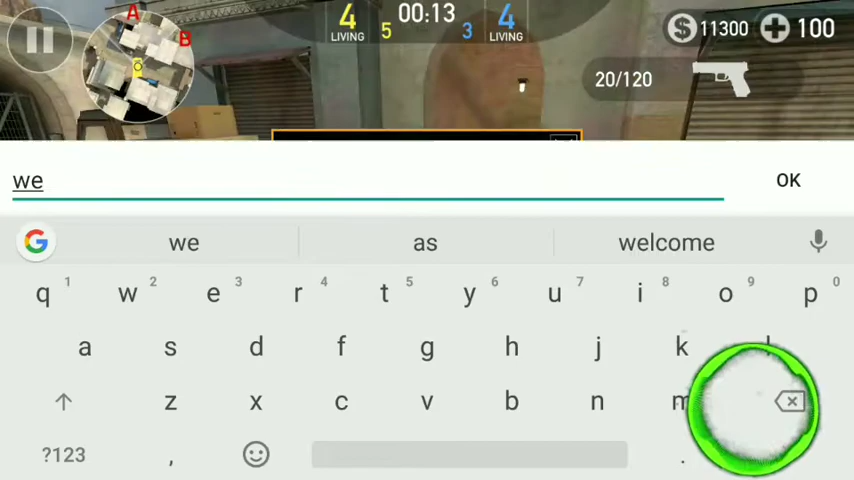 A
B
4
LIVING
5
00:13
3
4
LIVING
$ 11300
100
20/120
we
OK
G
we
as
welcome
q 1 w 2 e 3 r 4 t 5 y 6 u 7 i 8 o 9 p 0
a s d f g h j k
z x c v b n m
?123 , .